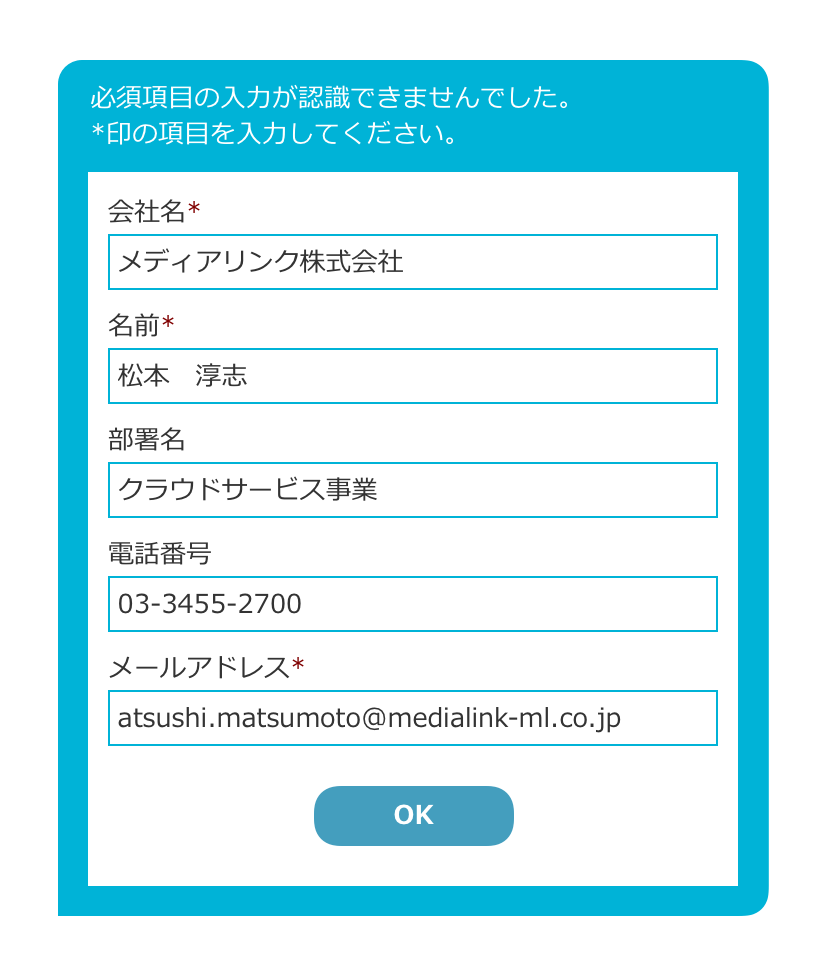 必須項目の入力が認識できませんでした。
*印の項目を入力してください。
会社名*
メディアリンク株式会社
名前*
松本　淳志
部署名
クラウドサービス事業
電話番号
03-3455-2700
メールアドレス*
atsushi.matsumoto@medialink-ml.co.jp
OK